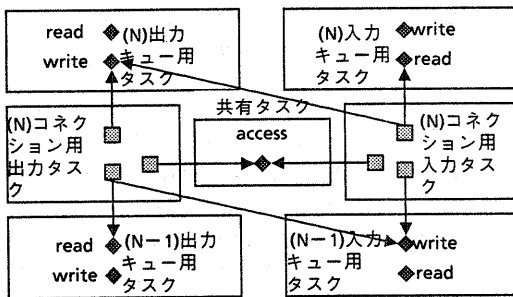 read
(N)出力
write
キュー用
タスク
(N)入力
write
キュー用
read
タスク
(N)コネク
ション用
出力タス
ク
共有タスク
access
(N)コネク
ション用
入力タス
ク
read
(N−1)出力
write
キュー用
タスク
(N−1)入力
write
キュー用
read
タスク